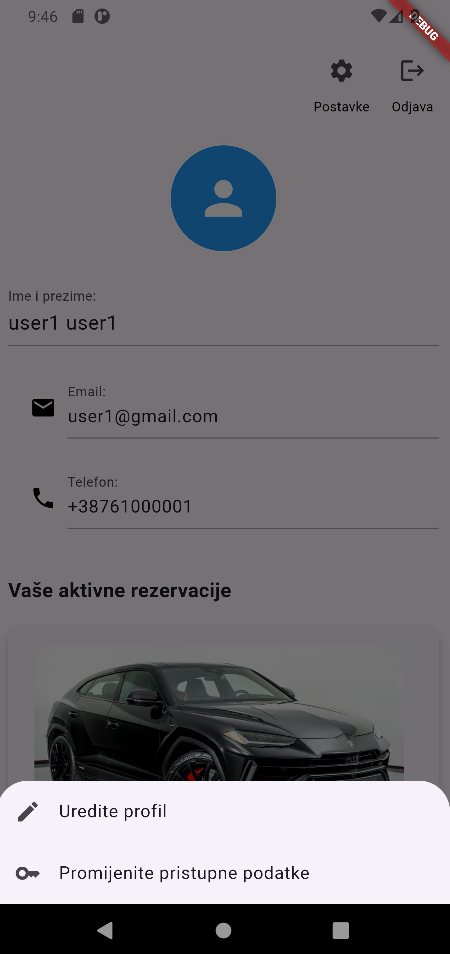 9:46
DEBUG
Postavke
Odjava
Ime i prezime:
user1 user1
Email:
user1@gmail.com
Telefon:
+38761000001
Vaše aktivne rezervacije
Uredite profil
Promijenite pristupne podatke